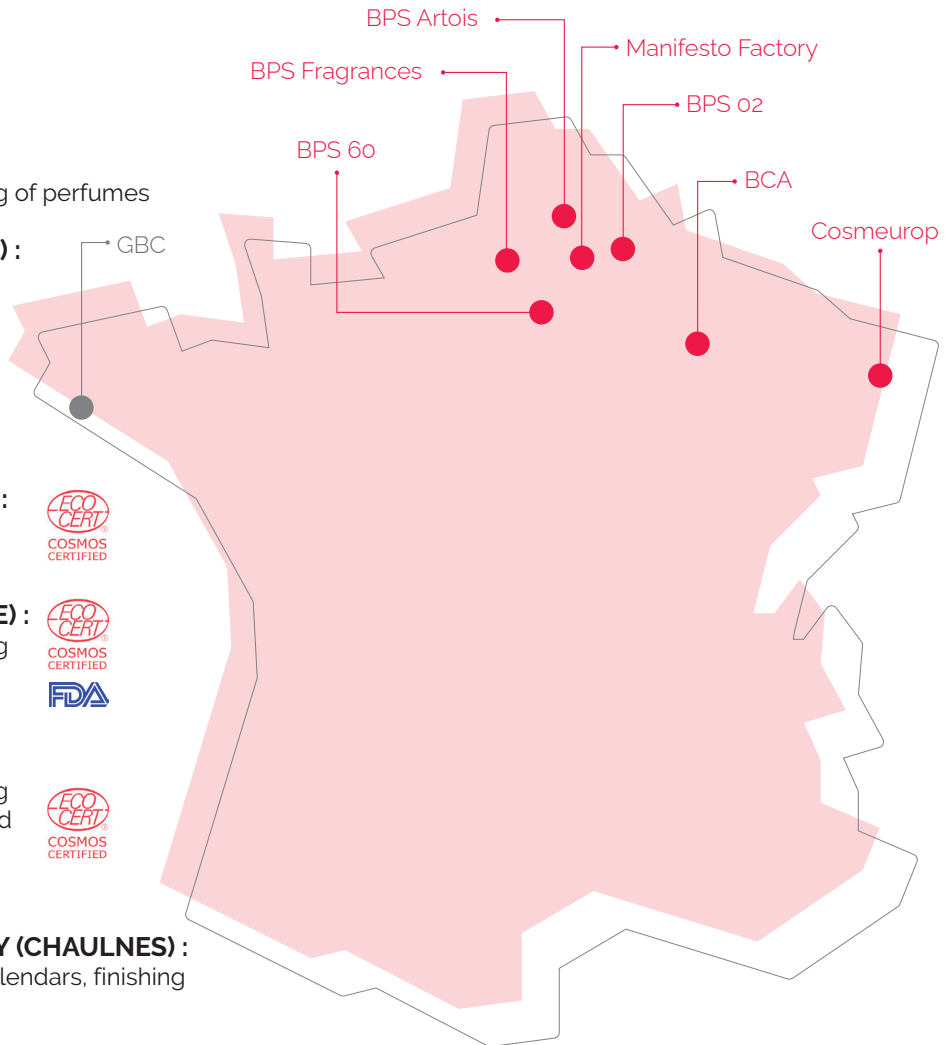 BPS Artois
Manifesto Factory
BPS Fragrances
BPS 02
BPS 60
BCA
g of perfumes
Cosmeurop
) :
GBC
:
ECO
CERT
®
COSMOS
CERTIFIED
E) :
g
ECO
CERT
®
COSMOS
CERTIFIED
FDA
g
d
ECO
CERT
®
COSMOS
CERTIFIED
Y (CHAULNES) :
lendars, finishing